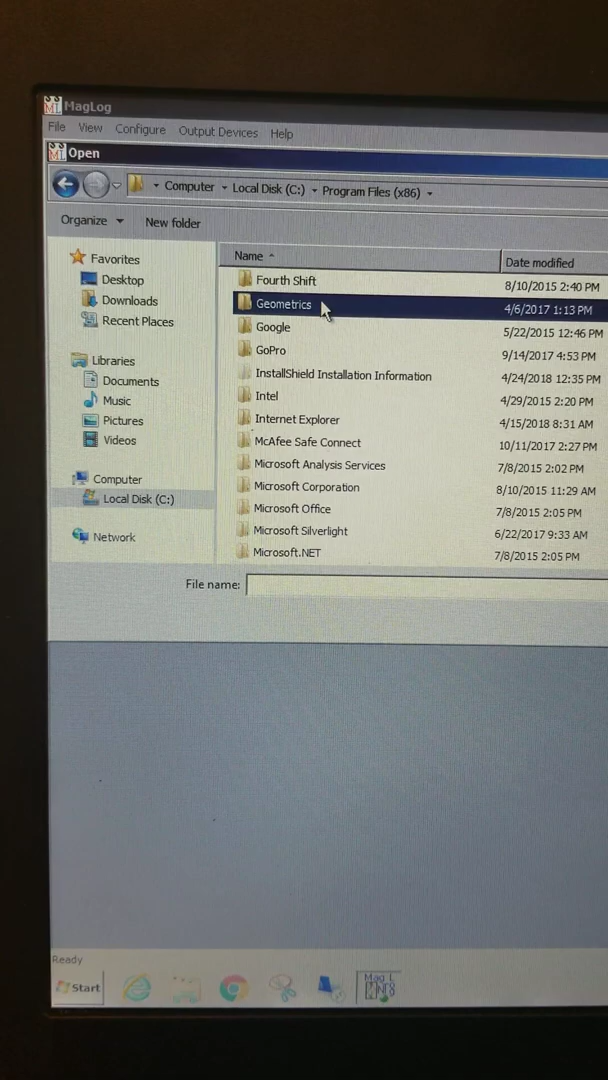 MagLog
File View Configure Output Devices Help
Open
Computer Local Disk (C:) Program Files (x86)
Organize New folder
Favorites
Desktop
Downloads
Recent Places
Libraries
Documents
Music
Pictures
Videos
Computer
Local Disk (C:)
Network
Name Date modified
Fourth Shift 8/10/2015 2:40 PM
Geometrics 4/6/2017 1:13 PM
Google 5/22/2015 12:46 PM
GoPro 9/14/2017 4:53 PM
InstallShield Installation Information 4/24/2018 12:35 PM
Intel 4/29/2015 2:20 PM
Internet Explorer 4/15/2018 8:31 AM
McAfee Safe Connect 10/11/2017 2:27 PM
Microsoft Analysis Services 7/8/2015 2:02 PM
Microsoft Corporation 8/10/2015 11:29 AM
Microsoft Office 7/8/2015 2:05 PM
Microsoft Silverlight 6/22/2017 9:33 AM
Microsoft.NET 7/8/2015 2:05 PM
File name:
Ready
Start
Mag L